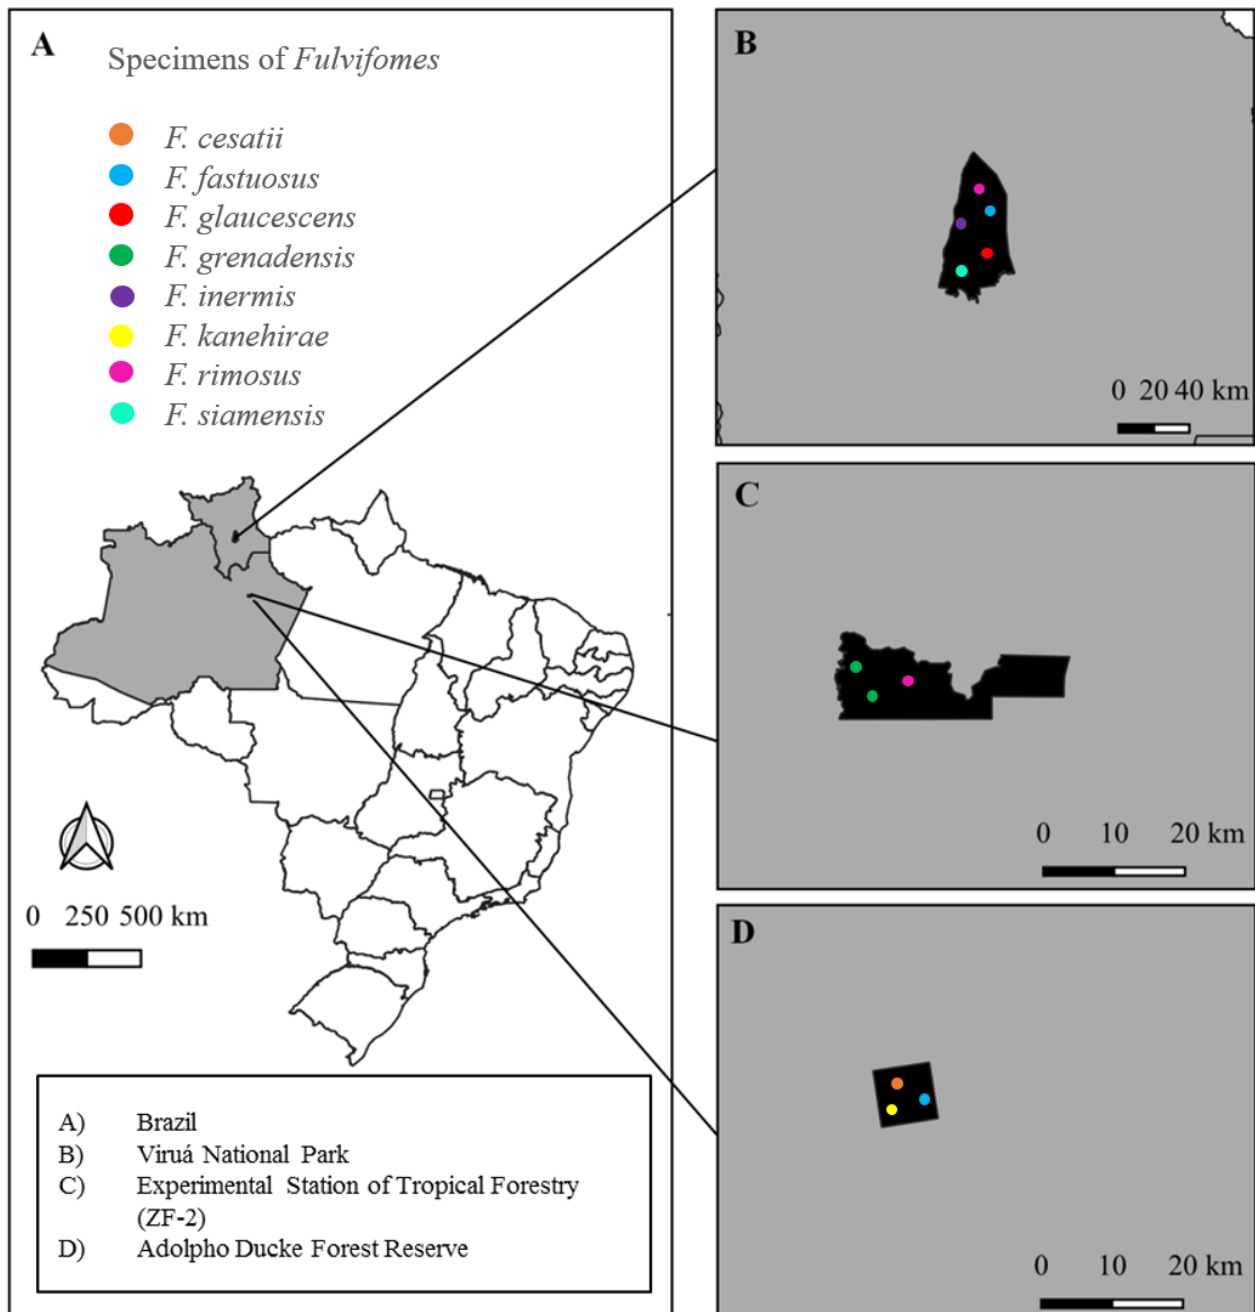 A
Specimens of Fulvifomes
F. cesatii
F. fastuosus
F. glaucescens
F. grenadensis
F. inermis
F. kanehirae
F. rimosus
F. siamensis
0 250 500 km
A) Brazil
B) Viruá National Park
C) Experimental Station of Tropical Forestry
(ZF-2)
D) Adolpho Ducke Forest Reserve
B
0 20 40 km
C
0 10 20 km
D
0 10 20 km